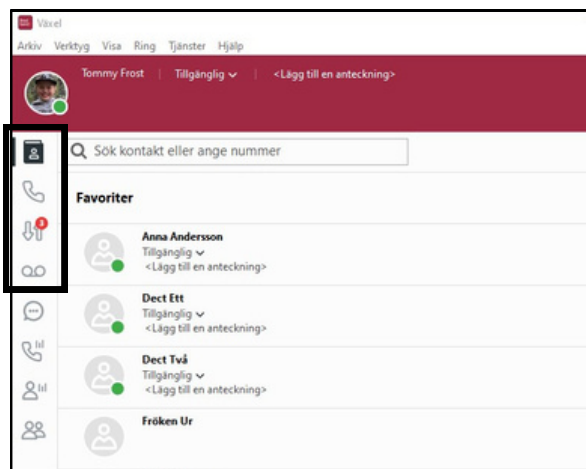 Växel
Arkiv Verktyg Visa Ring Tjänster Hjälp
Tommy Frost | Tillgänglig | <Lägg till en anteckning>
Sök kontakt eller ange nummer
Favoriter
3
Anna Andersson
Tillgänglig
<Lägg till en anteckning>
Dect Ett
Tillgänglig
<Lägg till en anteckning>
Dect Två
Tillgänglig
<Lägg till en anteckning>
Fröken Ur